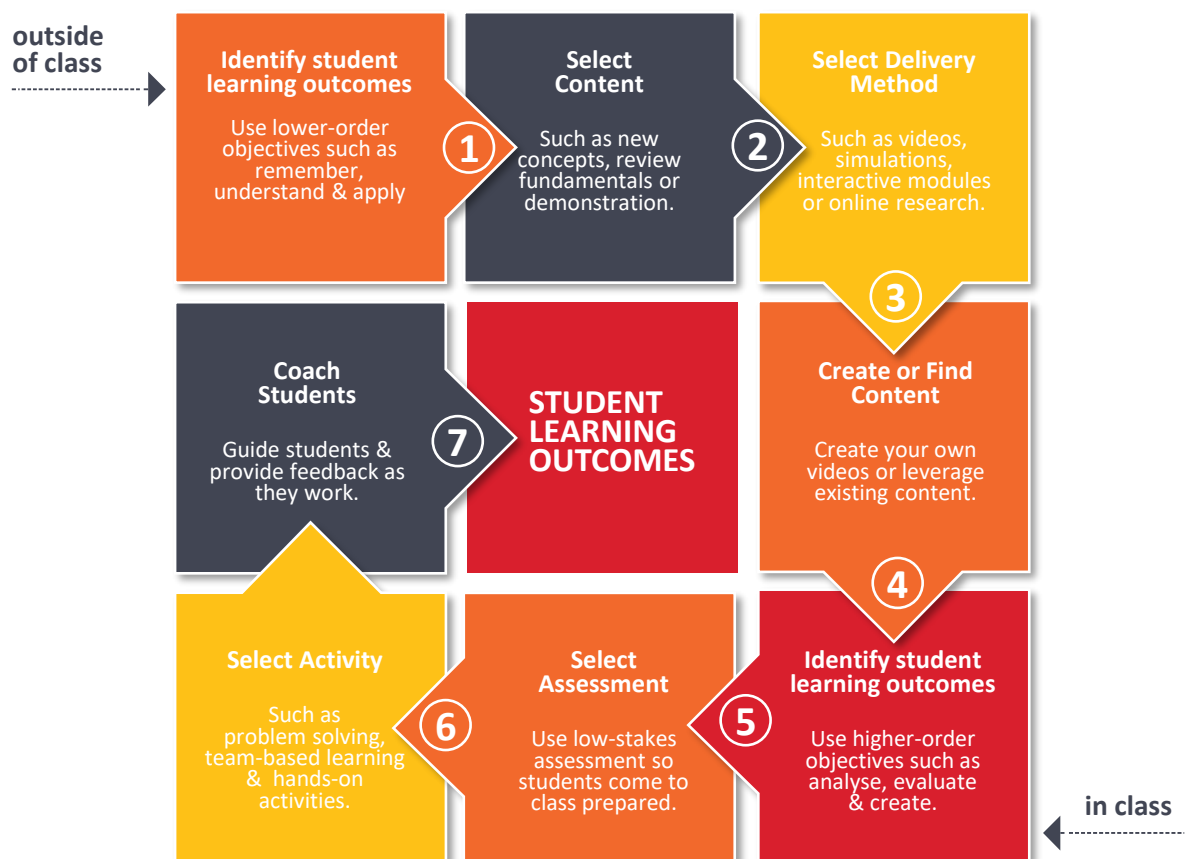 outside
of class
Identify student
learning outcomes
Use lower-order
objectives such as
remember,
understand & apply
1
Select
Content
Such as new
concepts, review
fundamentals or
demonstration.
2
Select Delivery
Method
Such as videos,
simulations,
interactive modules
or online research.
3
Create or Find
Content
Create your own
videos or leverage
existing content.
4
Identify student
learning outcomes
Use higher-order
objectives such as
analyse, evaluate
& create.
in class
5
Select
Assessment
Use low-stakes
assessment so
students come to
class prepared.
6
Select Activity
Such as
problem solving,
team-based learning
& hands-on
activities.
Coach
Students
Guide students &
provide feedback as
they work.
7
STUDENT
LEARNING
OUTCOMES